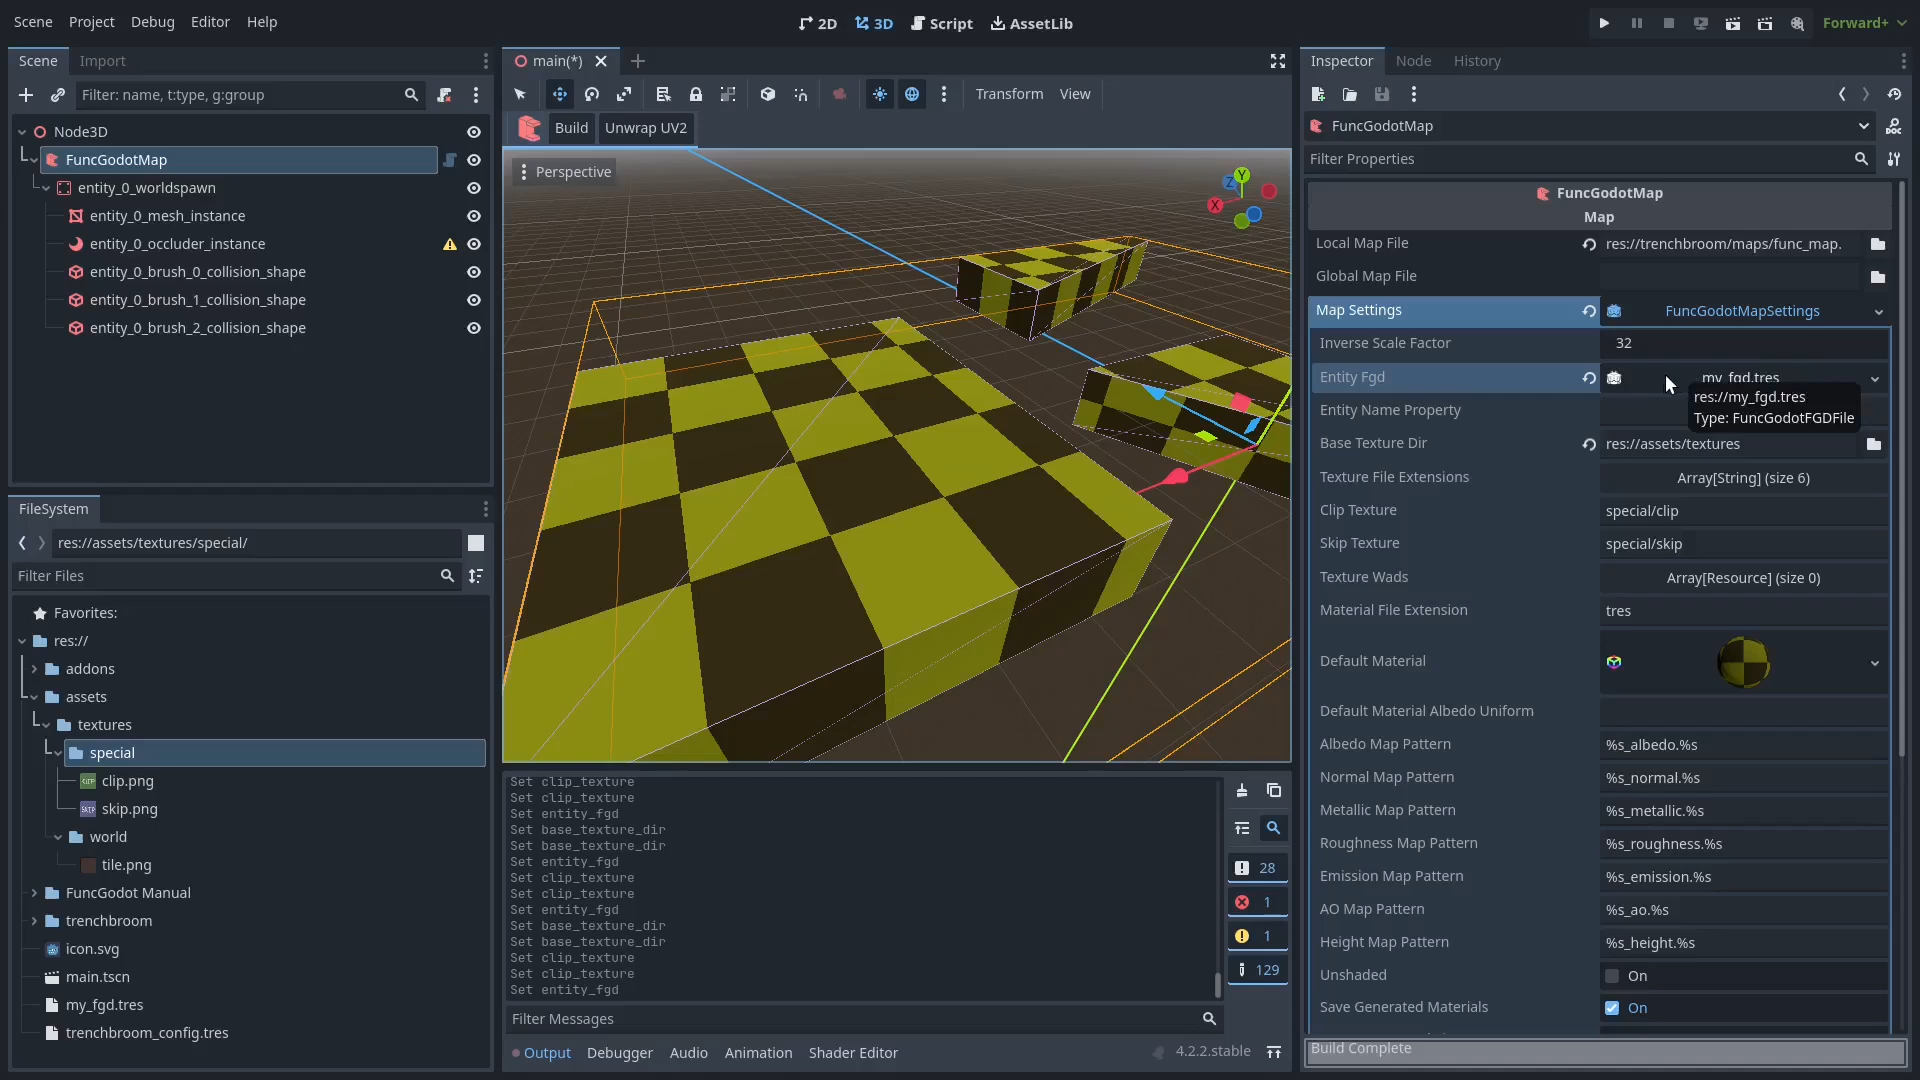 Scene Project Debug Editor Help
2D 3D Script AssetLib
Forward+
Scene Import
Filter: name, t:type, g:group
Node3D
FuncGodotMap
entity_0_worldspawn
entity_0_mesh_instance
entity_0_occluder_instance
entity_0_brush_0_collision_shape
entity_0_brush_1_collision_shape
entity_0_brush_2_collision_shape
FileSystem
res://assets/textures/special/
Filter Files
Favorites:
res://
addons
assets
textures
special
clip.png
skip.png
world
tile.png
FuncGodot Manual
trenchbroom
icon.svg
main.tscn
my_fgd.tres
trenchbroom_config.tres
main(*)
Transform View
Build Unwrap UV2
Perspective
Y
Z
X
Set clip_texture
Set clip_texture
Set entity_fgd
Set base_texture_dir
Set base_texture_dir
Set entity_fgd
Set clip_texture
Set clip_texture
Set entity_fgd
Set base_texture_dir
Set base_texture_dir
Set clip_texture
Set clip_texture
Set entity_fgd
28
1
1
129
Filter Messages
Output Debugger Audio Animation Shader Editor
4.2.2.stable
Inspector Node History
FuncGodotMap
DOC
Filter Properties
FuncGodotMap
Map
Local Map File res://trenchbroom/maps/func_map.
Global Map File
Map Settings FuncGodotMapSettings
Inverse Scale Factor 32
Entity Fgd my_fgd.tres
res://my_fgd.tres
Type: FuncGodotFGDFile
Entity Name Property
Base Texture Dir res://assets/textures
Texture File Extensions Array[String] (size 6)
Clip Texture special/clip
Skip Texture special/skip
Texture Wads Array[Resource] (size 0)
Material File Extension tres
Default Material
Default Material Albedo Uniform
Albedo Map Pattern %s_albedo.%s
Normal Map Pattern %s_normal.%s
Metallic Map Pattern %s_metallic.%s
Roughness Map Pattern %s_roughness.%s
Emission Map Pattern %s_emission.%s
AO Map Pattern %s_ao.%s
Height Map Pattern %s_height.%s
Unshaded On
Save Generated Materials On
Build Complete